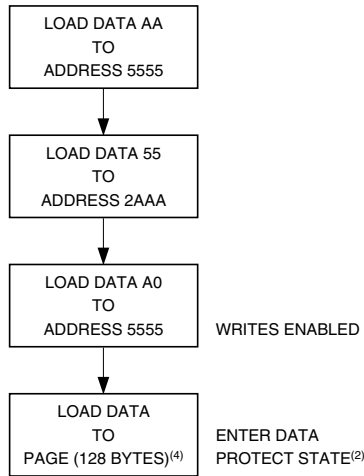 LOAD DATA AA
TO
ADDRESS 5555
LOAD DATA 55
TO
ADDRESS 2AAA
LOAD DATA A0
TO
ADDRESS 5555
WRITES ENABLED
LOAD DATA
TO
PAGE (128 BYTES)(4)
ENTER DATA
PROTECT STATE(2)